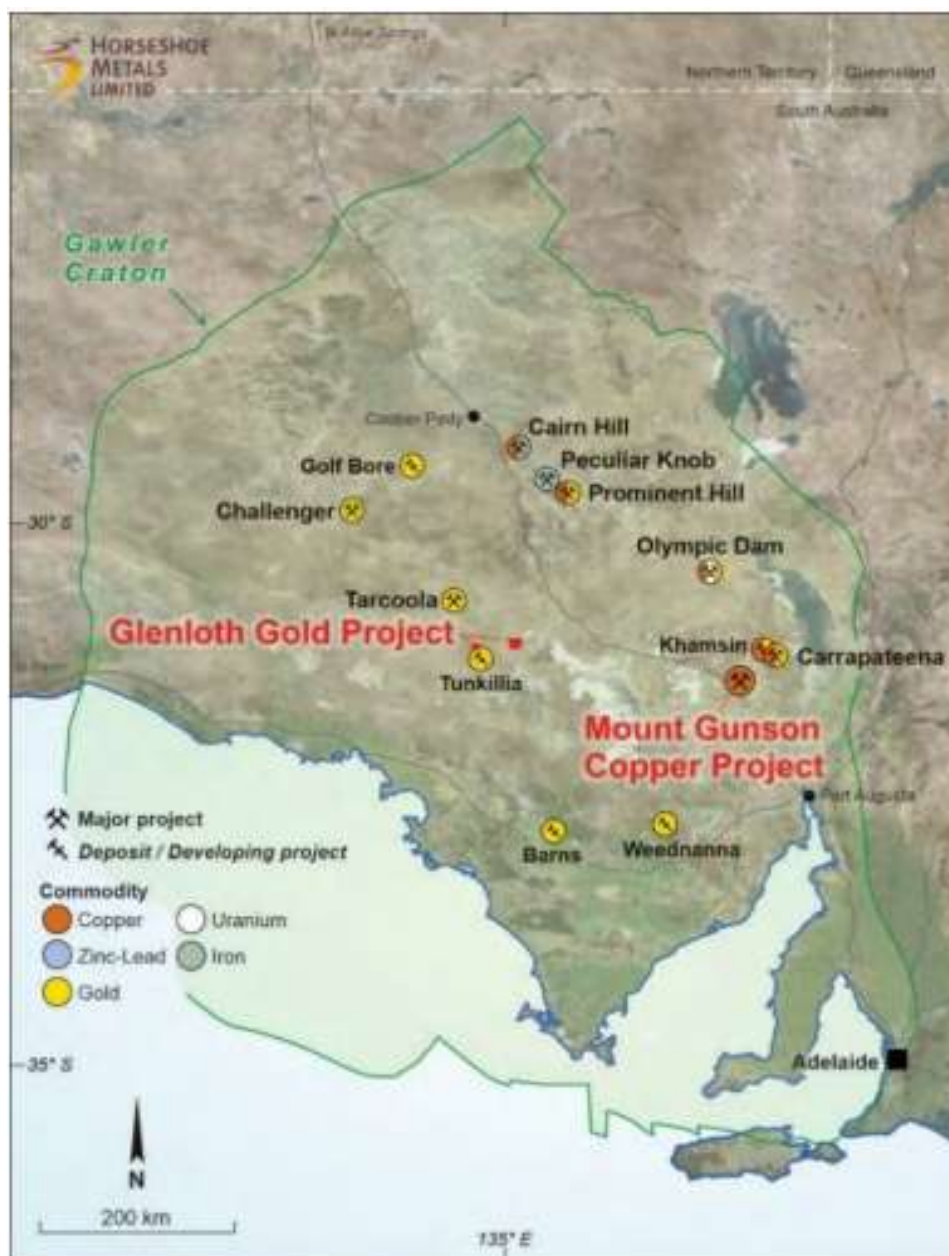 HORSESHOE
METALS
LIMITED
Northern Territory
Queensland
South Australia
Gawler
Craton
Coober Pedy
Cairn Hill
Golf Bore
Peculiar Knob
Challenger
Prominent Hill
30° S
Olympic Dam
Tarcoola
Glenloth Gold Project
Khamsin
Carrapateena
Tunkillia
Mount Gunson
Copper Project
Port Augusta
Major project
Deposit / Developing project
Barns
Weednanna
Commodity
Copper
Uranium
Zinc-Lead
Iron
Gold
35° S
Adelaide
N
200 km
135° E